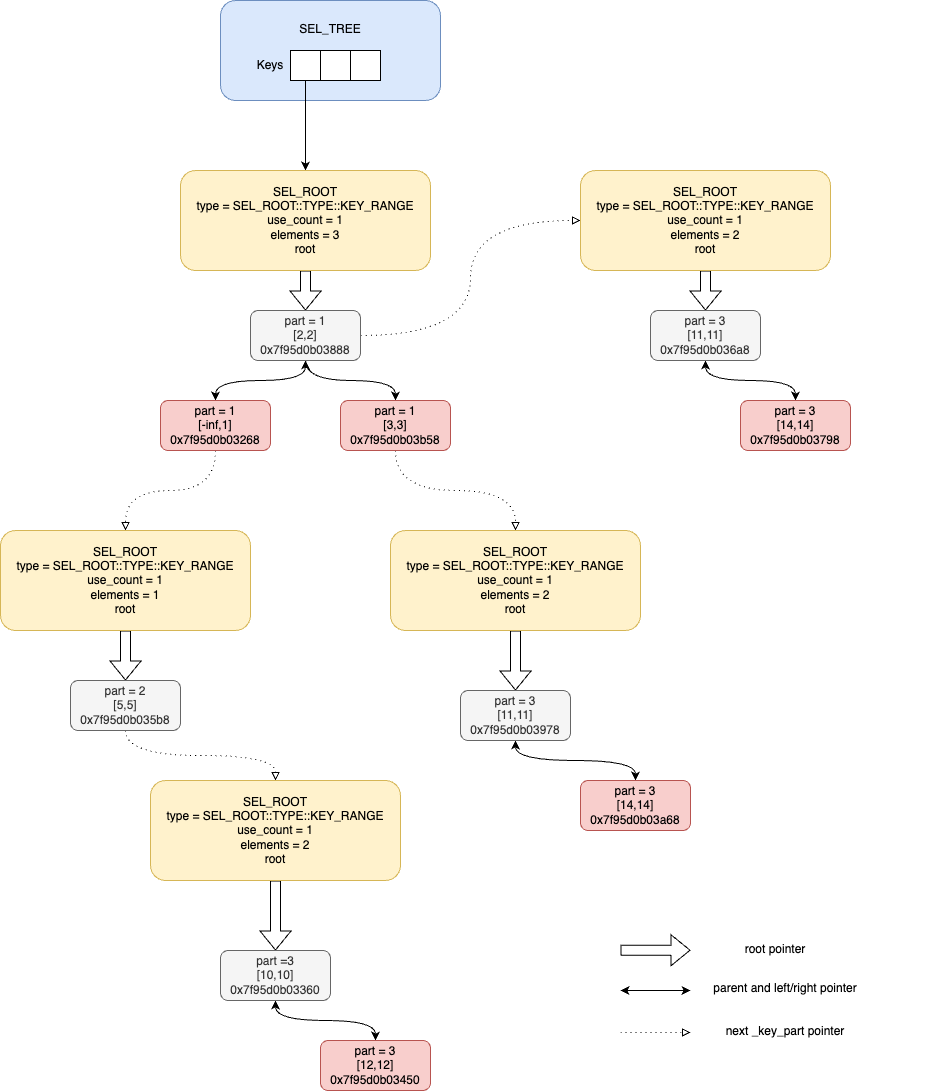 SEL_TREE
Keys
SEL_ROOT
type = SEL_ROOT::TYPE::KEY_RANGE
use_count = 1
elements = 3
root
SEL_ROOT
type = SEL_ROOT::TYPE::KEY_RANGE
use_count = 1
elements = 2
root
part = 1
[2,2]
0x7f95d0b03888
part = 3
[11,11]
0x7f95d0b036a8
part = 1
[-inf,1]
0x7f95d0b03268
part = 1
[3,3]
0x7f95d0b03b58
part = 3
[14,14]
0x7f95d0b03798
SEL_ROOT
type = SEL_ROOT::TYPE::KEY_RANGE
use_count = 1
elements = 1
root
SEL_ROOT
type = SEL_ROOT::TYPE::KEY_RANGE
use_count = 1
elements = 2
root
part = 2
[5,5]
0x7f95d0b035b8
part = 3
[11,11]
0x7f95d0b03978
SEL_ROOT
type = SEL_ROOT::TYPE::KEY_RANGE
use_count = 1
elements = 2
root
part = 3
[14,14]
0x7f95d0b03a68
part =3
[10,10]
0x7f95d0b03360
part = 3
[12,12]
0x7f95d0b03450
root pointer
parent and left/right pointer
next _key_part pointer